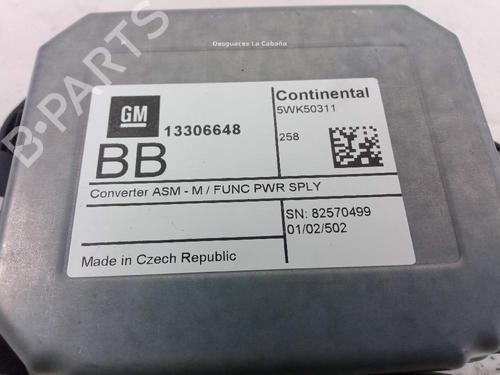 Desguaces La Cabaña
GM
13306648
Continental
5WK50311
BB
258
Converter ASM - M / FUNC PWR SPLY
SN: 82570499
01/02/502
Made in Czech Republic
B-PARTS